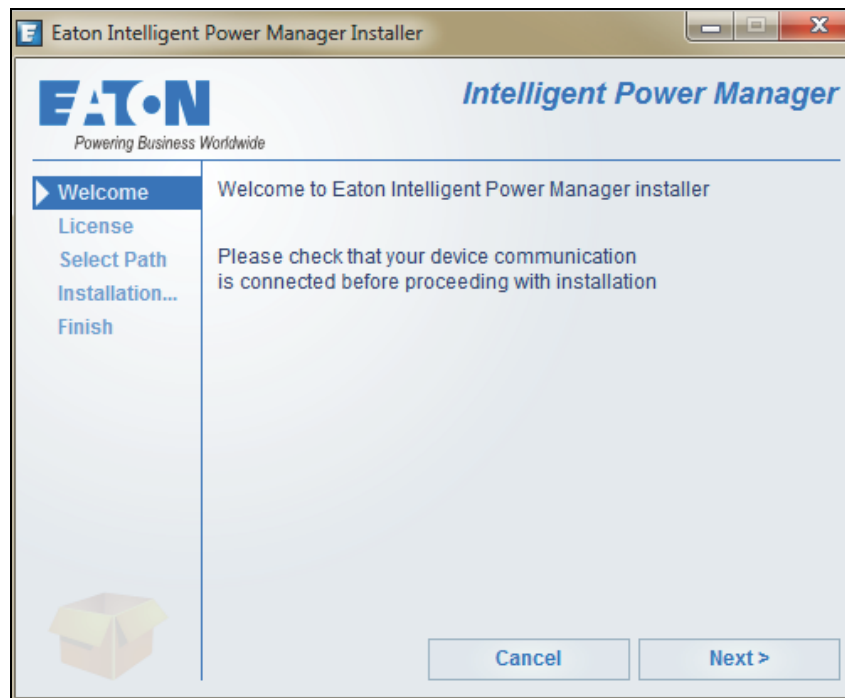 Eaton Intelligent Power Manager Installer
EATON
Powering Business Worldwide
Intelligent Power Manager
Welcome
License
Select Path
Installation...
Finish
Welcome to Eaton Intelligent Power Manager installer
Please check that your device communication
is connected before proceeding with installation
Cancel
Next >